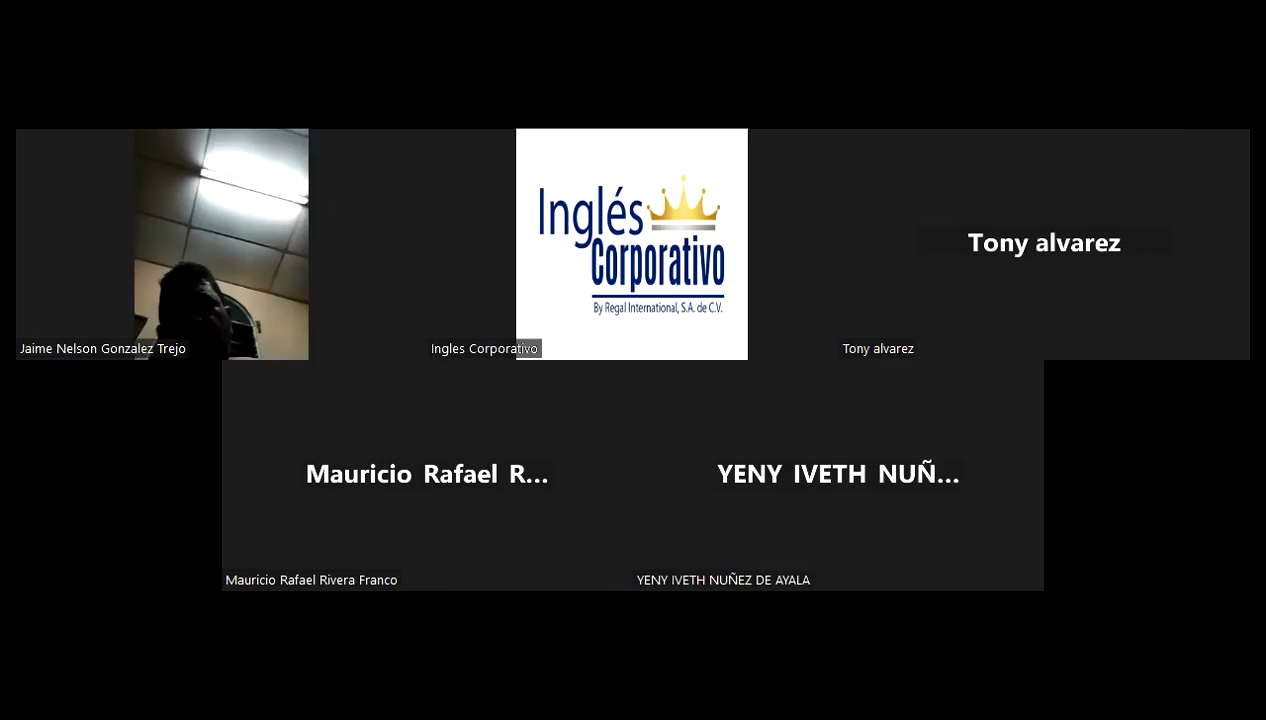 Inglés
Corporativo
By Regal International, S.A. de C.V.
Tony alvarez
Jaime Nelson Gonzalez Trejo
Ingles Corporativo
Tony alvarez
Mauricio Rafael R...
YENY IVETH NUÑ...
Mauricio Rafael Rivera Franco
YENY IVETH NUÑEZ DE AYALA